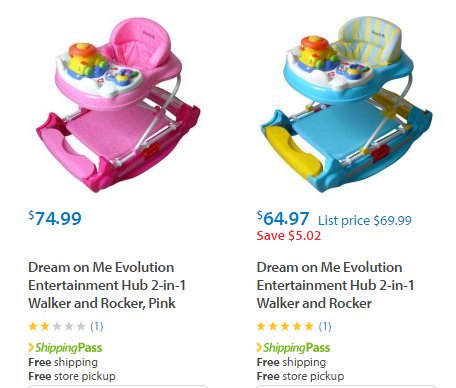 $74.99
Dream on Me Evolution
Entertainment Hub 2-in-1
Walker and Rocker, Pink
(1)
ShippingPass
Free shipping
Free store pickup
$64.97 List price $69.99
Save $5.02
Dream on Me Evolution
Entertainment Hub 2-in-1
Walker and Rocker
(1)
ShippingPass
Free shipping
Free store pickup